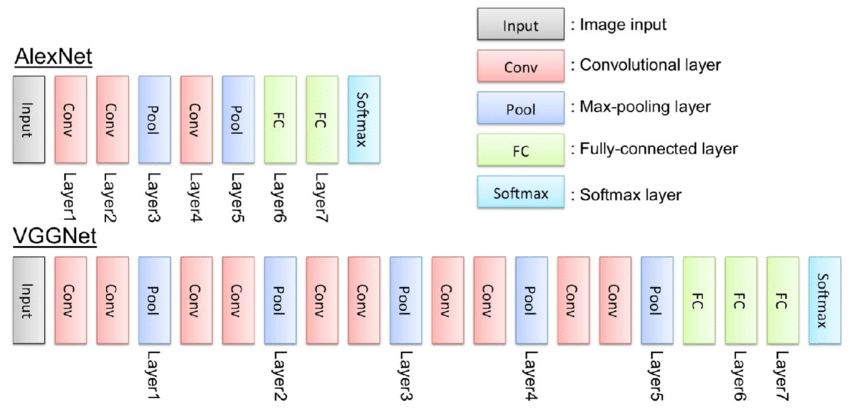 Input : Image input
Conv : Convolutional layer
Pool : Max-pooling layer
FC : Fully-connected layer
Softmax : Softmax layer
AlexNet
Input Conv Conv Pool Conv Pool FC FC Softmax
Layer1 Layer2 Layer3 Layer4 Layer5 Layer6 Layer7
VGGNet
Input Conv Conv Pool Conv Conv Pool Conv Conv Pool Conv Conv Pool Conv Conv Pool FC FC FC Softmax
Layer1 Layer2 Layer3 Layer4 Layer5 Layer6 Layer7